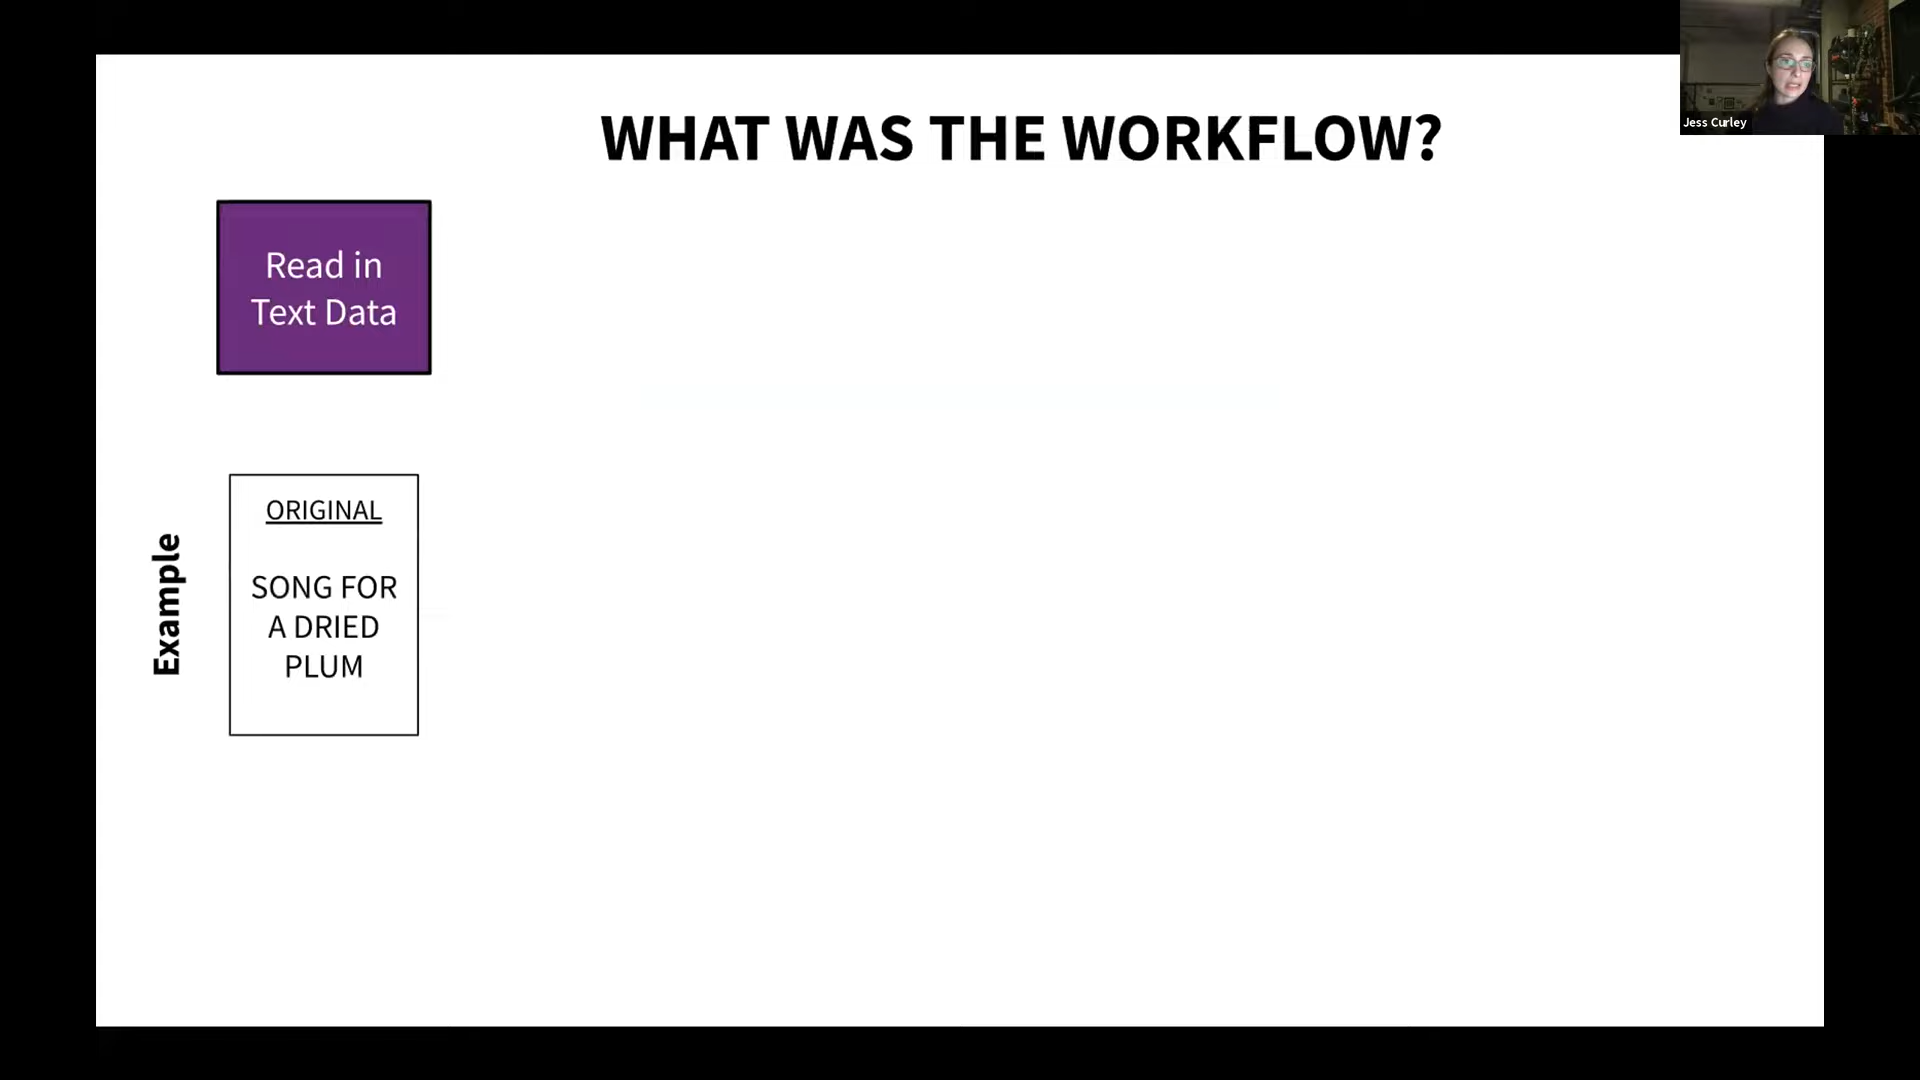 Jess Curley
WHAT WAS THE WORKFLOW?
Read in
Text Data
Example
ORIGINAL
SONG FOR
A DRIED
PLUM